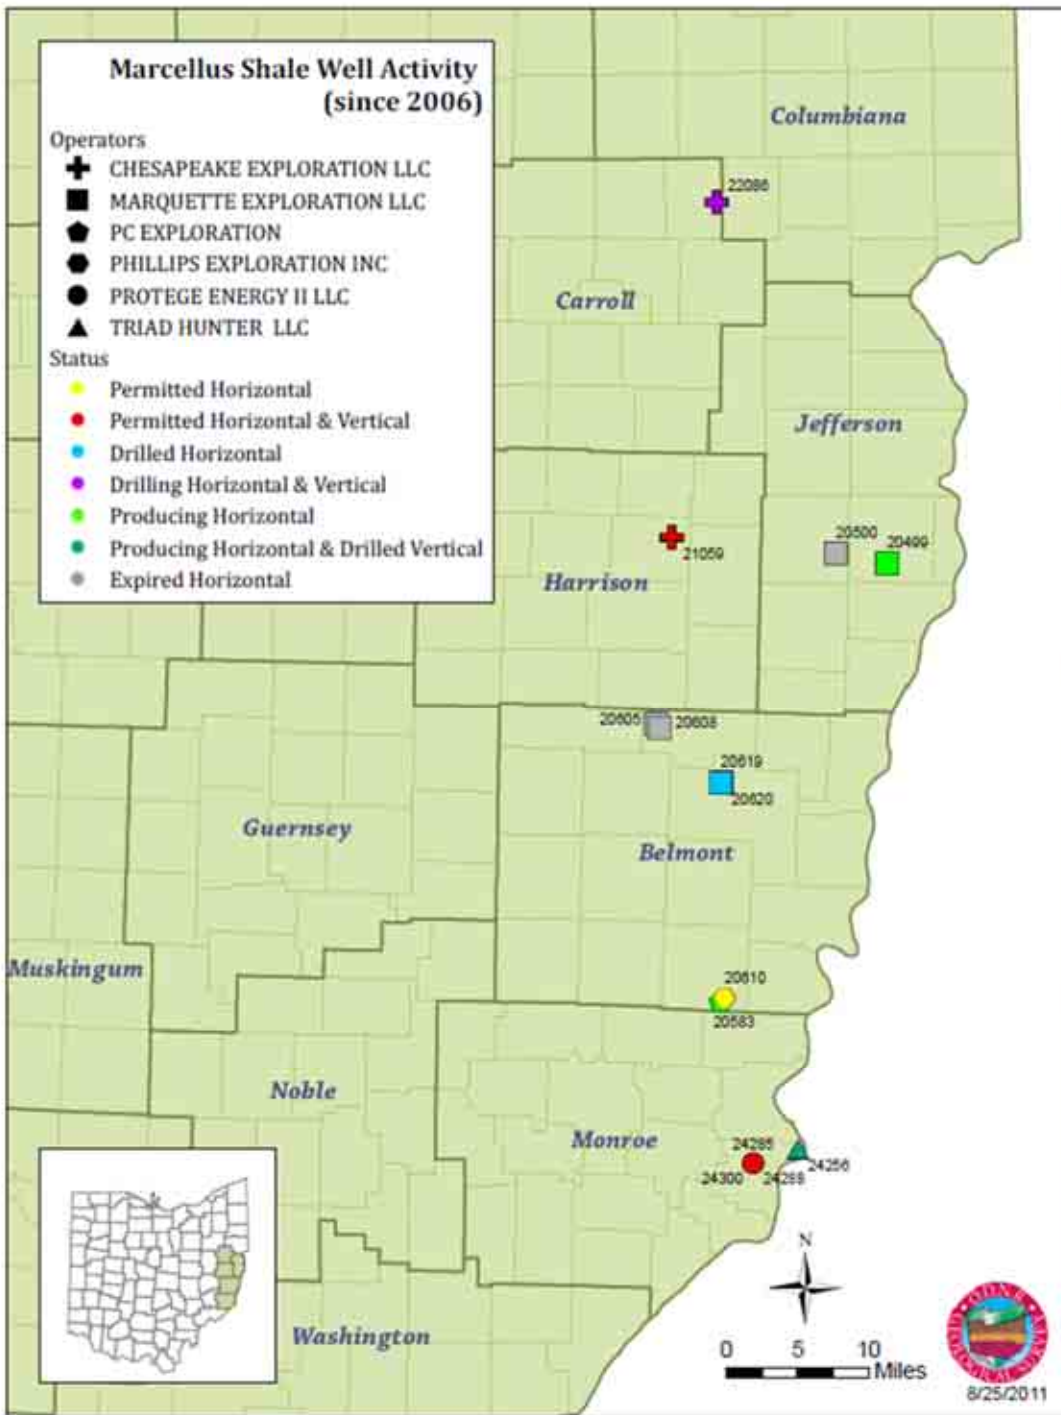 Marcellus Shale Well Activity
(since 2006)
Operators
CHESAPEAKE EXPLORATION LLC
MARQUETTE EXPLORATION LLC
PC EXPLORATION
PHILLIPS EXPLORATION INC
PROTEGE ENERGY II LLC
TRIAD HUNTER LLC
Status
Permitted Horizontal
Permitted Horizontal & Vertical
Drilled Horizontal
Drilling Horizontal & Vertical
Producing Horizontal
Producing Horizontal & Drilled Vertical
Expired Horizontal
Columbiana
22086
Carroll
Jefferson
20500
20499
21059
Harrison
20605
20608
20619
20620
Guernsey
Belmont
Muskingum
20610
20583
Noble
Monroe
24285
24256
24300
24288
N
Washington
0 5 10
Miles
O.D.N.R.
GEOLOGICAL SURVEY
8/25/2011